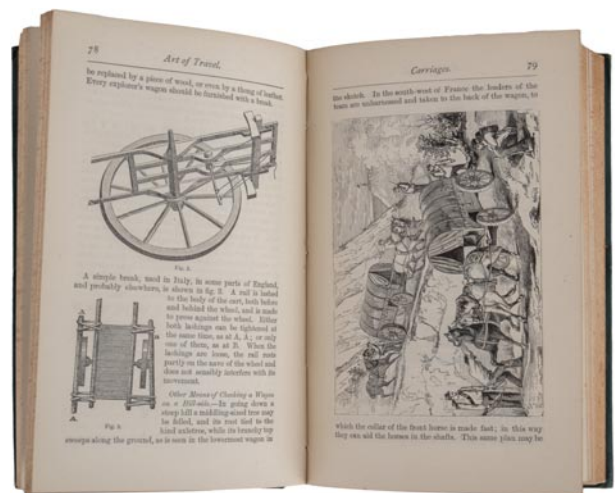 78
Art of Travel.
be replaced by a piece of wood, or even by a thong of leather.
Every explorer's wagon should be furnished with a break.
Fig. 2.
A simple break, used in Italy, in some parts of England,
and probably elsewhere, is shown in fig. 3. A rail is lashed
to the body of the cart, both before
and behind the wheel, and is made
to press against the wheel. Either
both lashings can be tightened at
the same time, as at A, A; or only
one of them, as at B. When the
lashings are loose, the rail rests
partly on the nave of the wheel and
does not sensibly interfere with its
movement.
A
B
A
Fig. 3.
Other Means of Checking a Wagon
on a Hill-side.—In going down a
steep hill a middling-sized tree may
be felled, and its root tied to the
hind axletree, while its branchy top
sweeps along the ground, as is seen in the lowermost wagon in
Carriages.
79
the sketch. In the south-west of France the leaders of the
team are unharnessed and taken to the back of the wagon, to
which the collar of the front horse is made fast; in this way
they can aid the horses in the shafts. This same plan may be